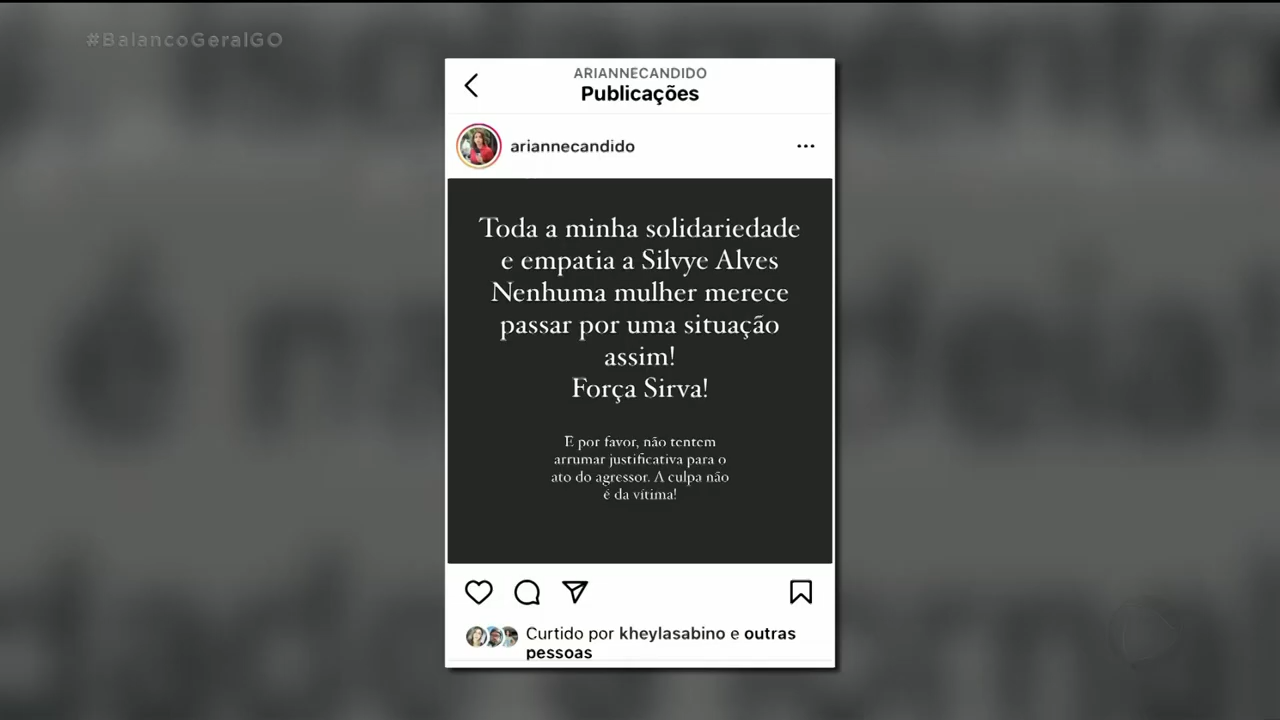 #BalancoGeralGO
ARIANNECANDIDO
Publicações
ariannecandido
Toda a minha solidariedade
e empatia a Silvye Alves
Nenhuma mulher merece
passar por uma situação
assim!
Força Sirva!
E por favor, não tentem
arrumar justificativa para o
ato do agressor. A culpa não
é da vítima!
Curtido por kheylasabino e outras
pessoas